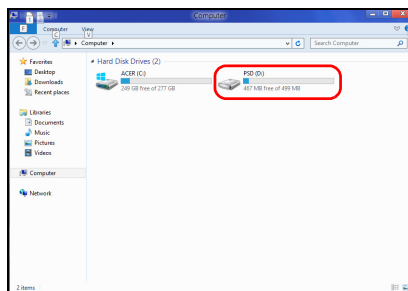 Computer
F Computer View
V
Computer
Search Computer
Favorites
Desktop
Downloads
Recent places
Libraries
Documents
Music
Pictures
Videos
Computer
Network
Hard Disk Drives (2)
ACER (C:)
249 GB free of 277 GB
PSD (D:)
467 MB free of 499 MB
2 items